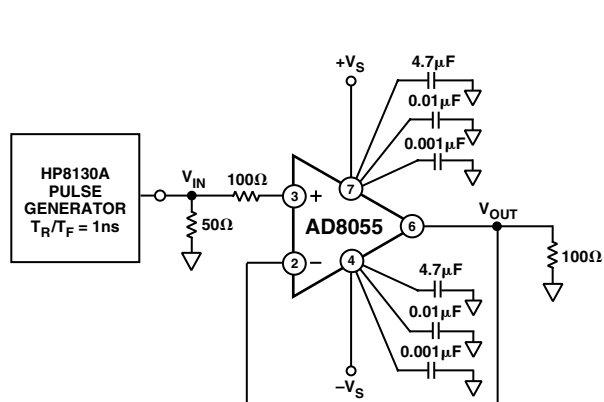 +VS
4.7µF
0.01µF
0.001µF
HP8130A
PULSE
GENERATOR
TR/TF = 1ns
VIN
100Ω
50Ω
3
+
7
AD8055
6
VOUT
100Ω
2
−
4
4.7µF
0.01µF
0.001µF
−VS